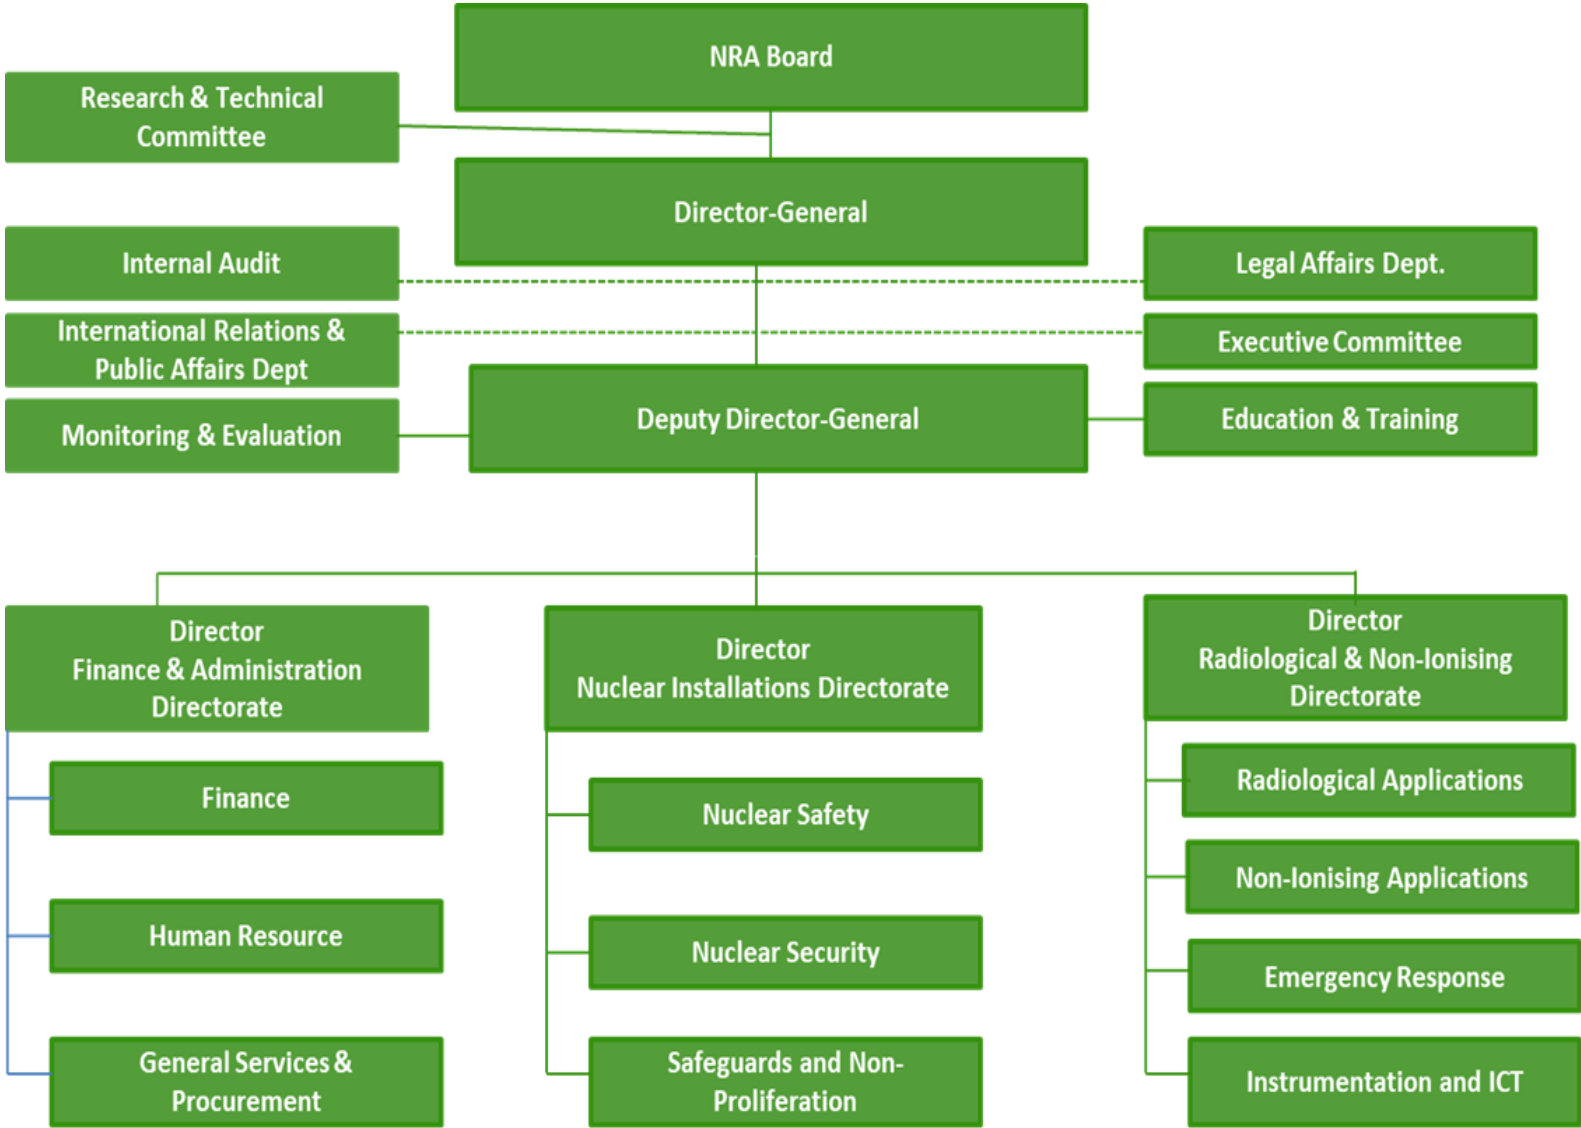 NRA Board
Research & Technical
Committee
Director-General
Internal Audit
Legal Affairs Dept.
International Relations &
Public Affairs Dept
Executive Committee
Monitoring & Evaluation
Deputy Director-General
Education & Training
Director
Finance & Administration
Directorate
Director
Nuclear Installations Directorate
Director
Radiological & Non-Ionising
Directorate
Finance
Human Resource
General Services &
Procurement
Nuclear Safety
Nuclear Security
Safeguards and Non-
Proliferation
Radiological Applications
Non-Ionising Applications
Emergency Response
Instrumentation and ICT